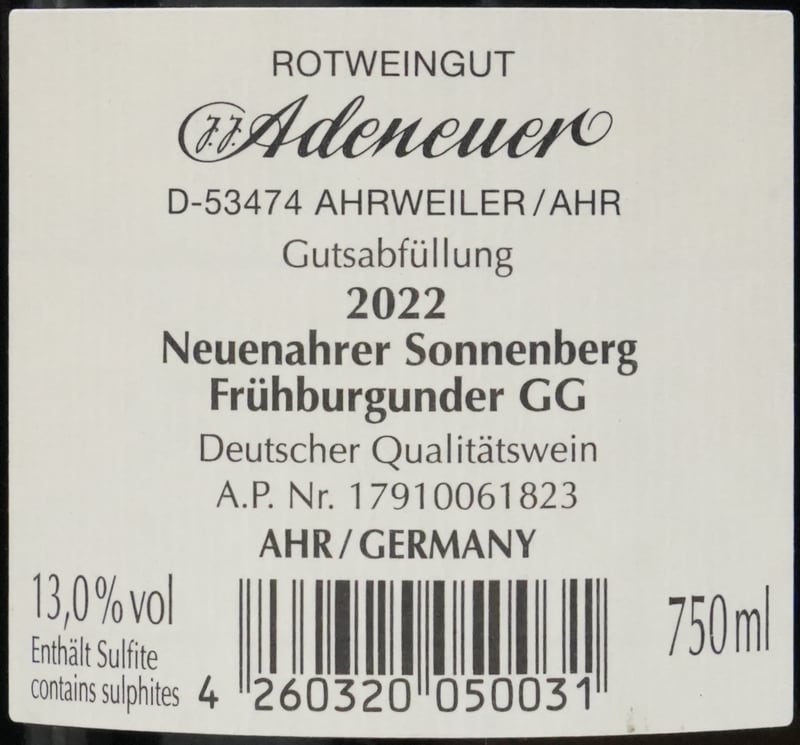 ROTWEINGUT
J.J. Adeneuer
D-53474 AHRWEILER/AHR
Gutsabfüllung
2022
Neuenahrer Sonnenberg
Frühburgunder GG
Deutscher Qualitätswein
A.P. Nr. 17910061823
AHR/GERMANY
13,0% vol
Enthält Sulfite
contains sulphites
4 260320 050031
750 ml